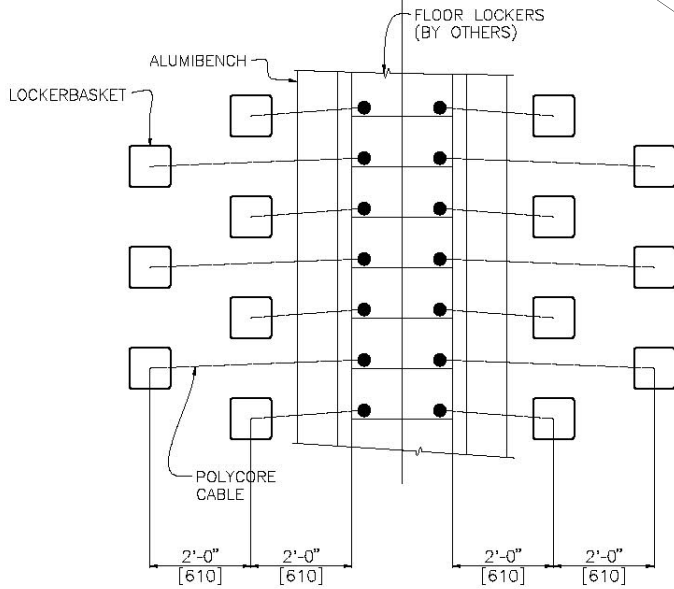 FLOOR LOCKERS
(BY OTHERS)
ALUMIBENCH
LOCKERBASKET
POLYCORE
CABLE
2'-0" 2'-0" 2'-0" 2'-0"
[610] [610] [610] [610]